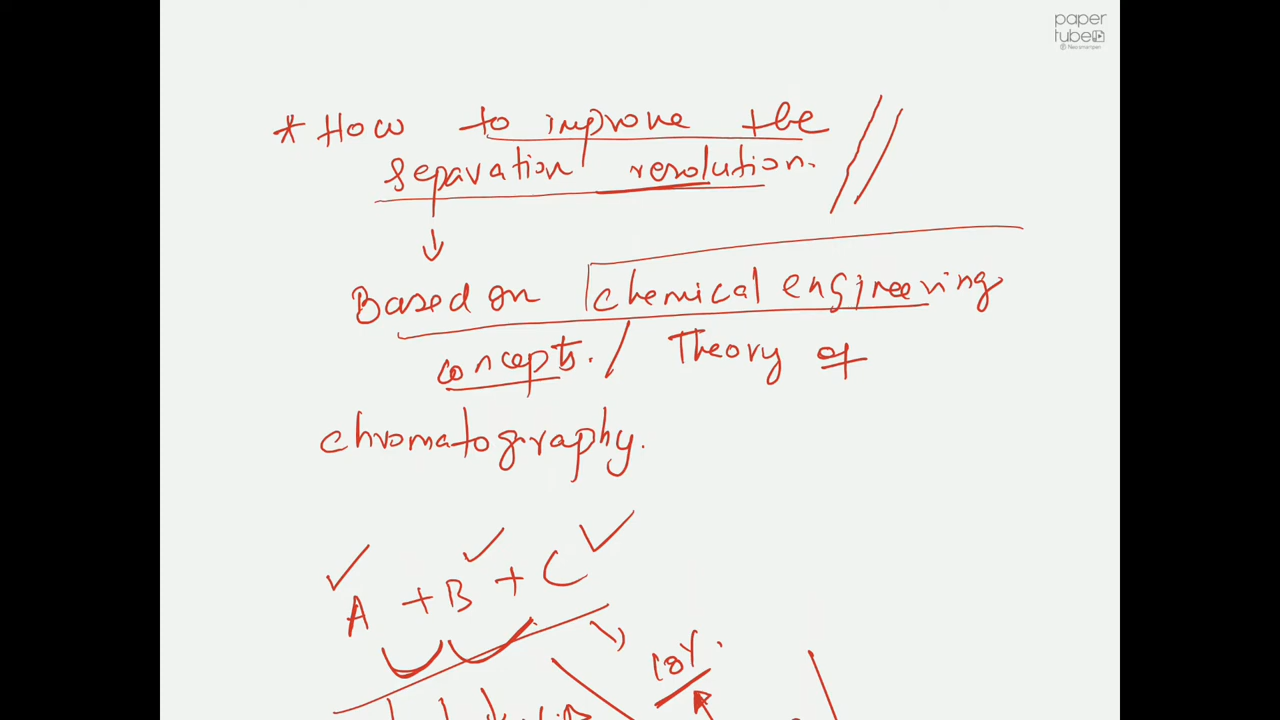 paper
tube
* How to improve the
separation resolution.
Based on chemical engineering
concepts. / Theory of
chromatography.
A + B + C